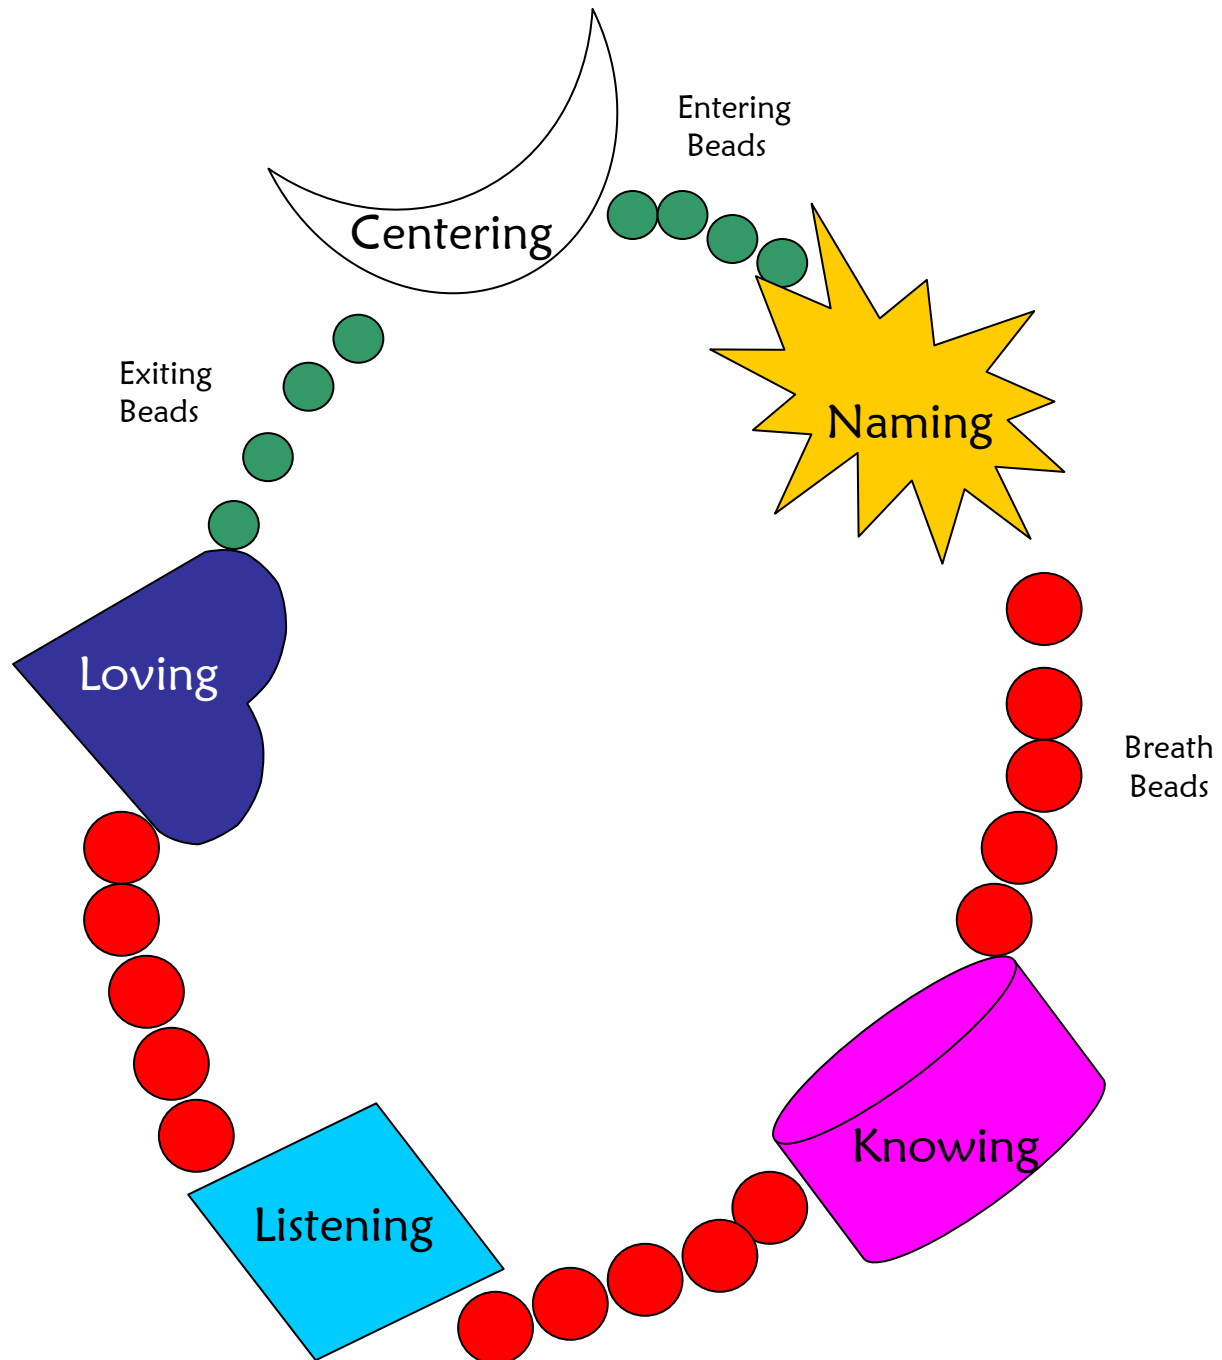 Entering
Beads
Centering
Exiting
Beads
Naming
Loving
Breath
Beads
Knowing
Listening